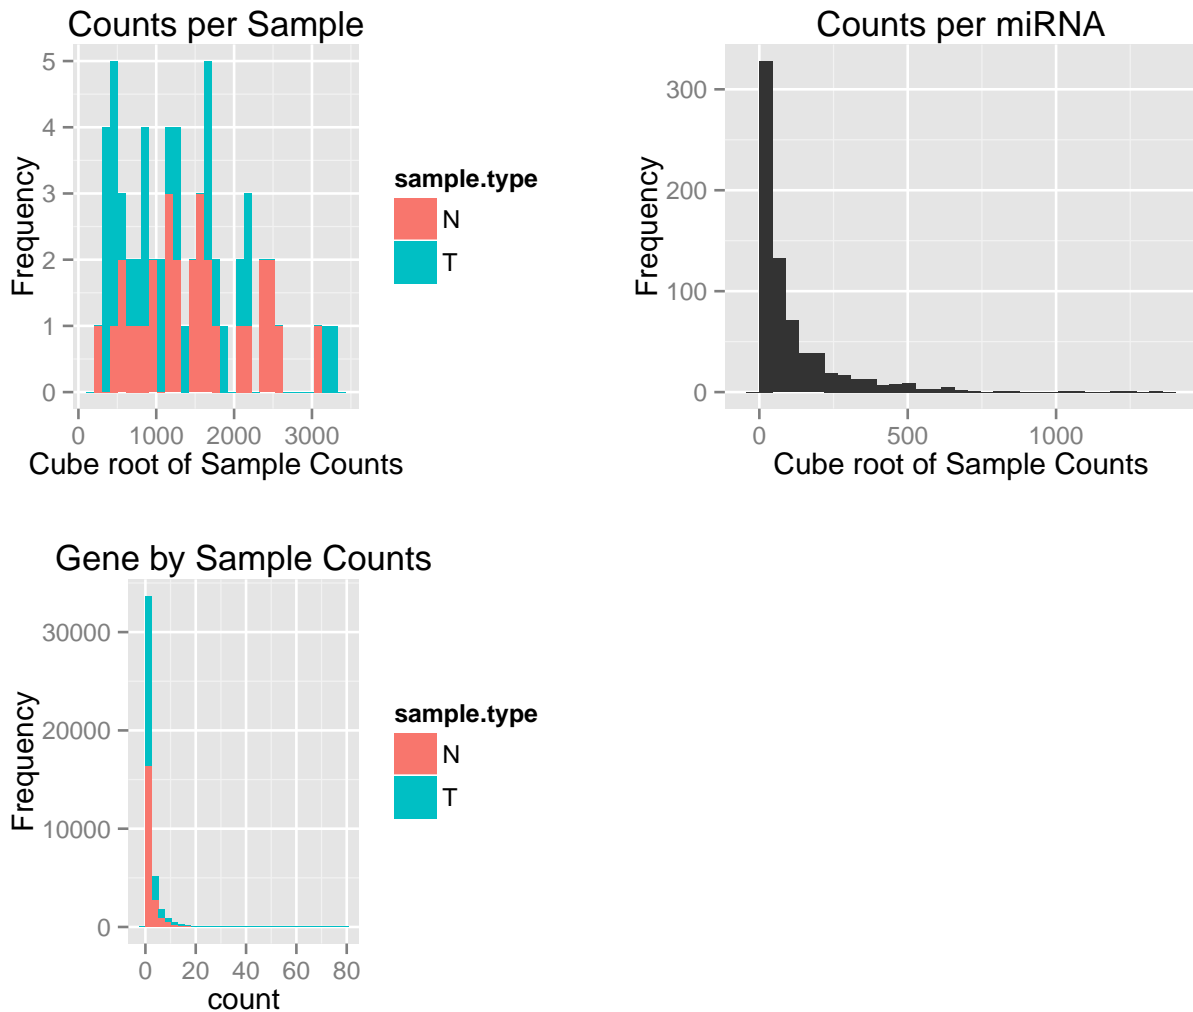 Counts per Sample
5
4
3
2
1
0
Frequency
0 1000 2000 3000
Cube root of Sample Counts
sample.type
N
T
Counts per miRNA
300
200
100
0
Frequency
0 500 1000
Cube root of Sample Counts
Gene by Sample Counts
30000
20000
10000
0
Frequency
0 20 40 60 80
count
sample.type
N
T